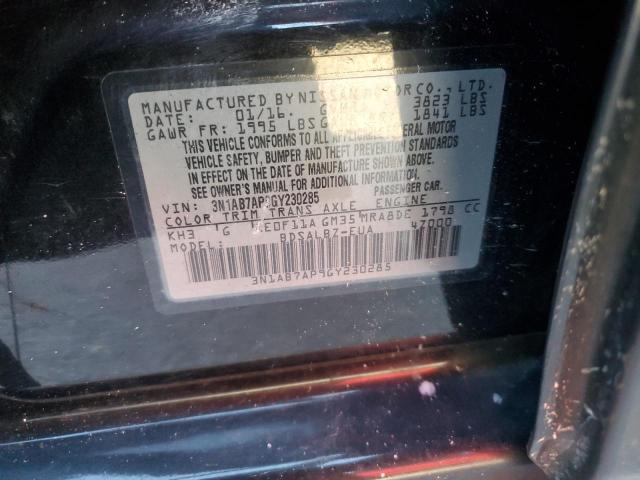 MANUFACTURED BY NISSAN MOTOR CO., LTD.
DATE: 01/16 3823 LBS
GAWR FR: 1995 LBS 1841 LBS
THIS VEHICLE CONFORMS TO ALL APPLICABLE FEDERAL MOTOR
VEHICLE SAFETY, BUMPER AND THEFT PREVENTION STANDARDS
IN EFFECT ON THE DATE OF MANUFACTURE SHOWN ABOVE.
SEE OWNER'S MANUAL FOR ADDITIONAL INFORMATION.
VIN: 3N1AB7AP9GY230285 PASSENGER CAR.
COLOR TRIM TRANS AXLE ENGINE
KH3 G RE0F11A GM35 MRA8DE 1798 CC
MODEL: BDSALBZ-EUA 47000
3N1AB7AP9GY230285